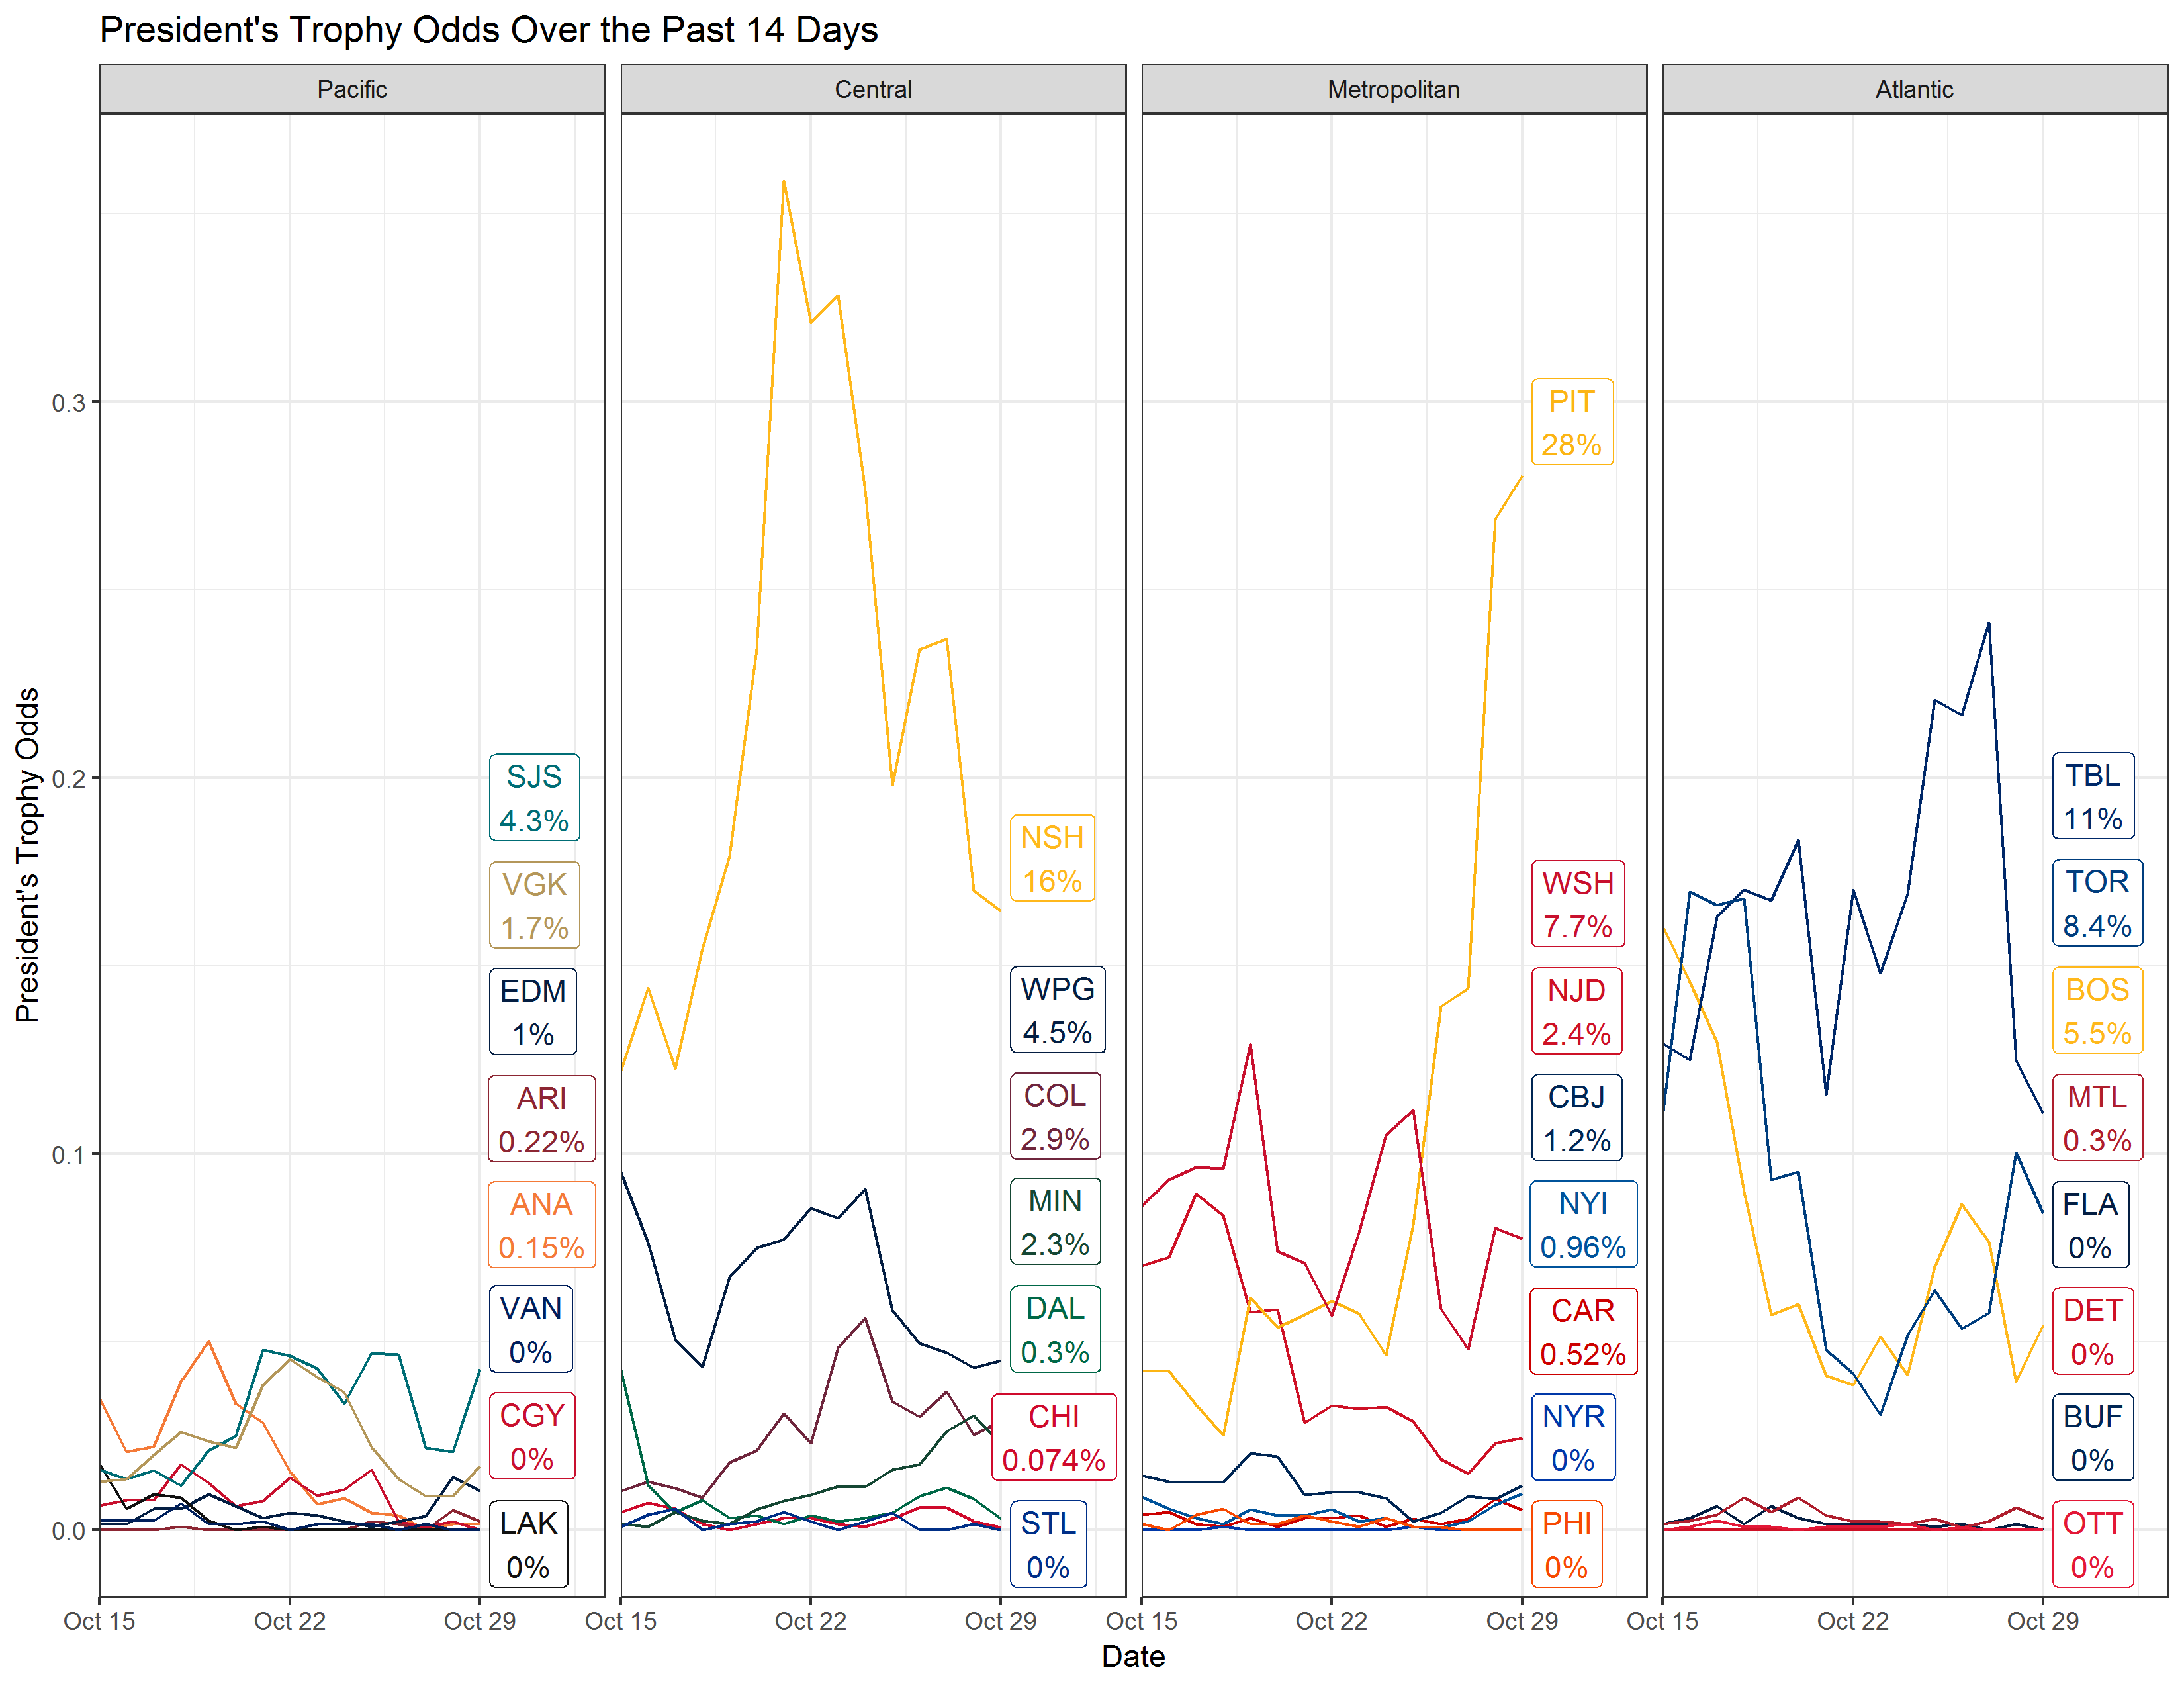 President's Trophy Odds Over the Past 14 Days
Pacific
Central
Metropolitan
Atlantic
President's Trophy Odds
0.3
0.2
0.1
0.0
SJS
4.3%
VGK
1.7%
EDM
1%
ARI
0.22%
ANA
0.15%
VAN
0%
CGY
0%
LAK
0%
NSH
16%
WPG
4.5%
COL
2.9%
MIN
2.3%
DAL
0.3%
CHI
0.074%
STL
0%
PIT
28%
WSH
7.7%
NJD
2.4%
CBJ
1.2%
NYI
0.96%
CAR
0.52%
NYR
0%
PHI
0%
TBL
11%
TOR
8.4%
BOS
5.5%
MTL
0.3%
FLA
0%
DET
0%
BUF
0%
OTT
0%
Oct 15 Oct 22 Oct 29 Oct 15 Oct 22 Oct 29 Oct 15 Oct 22 Oct 29 Oct 15 Oct 22 Oct 29
Date